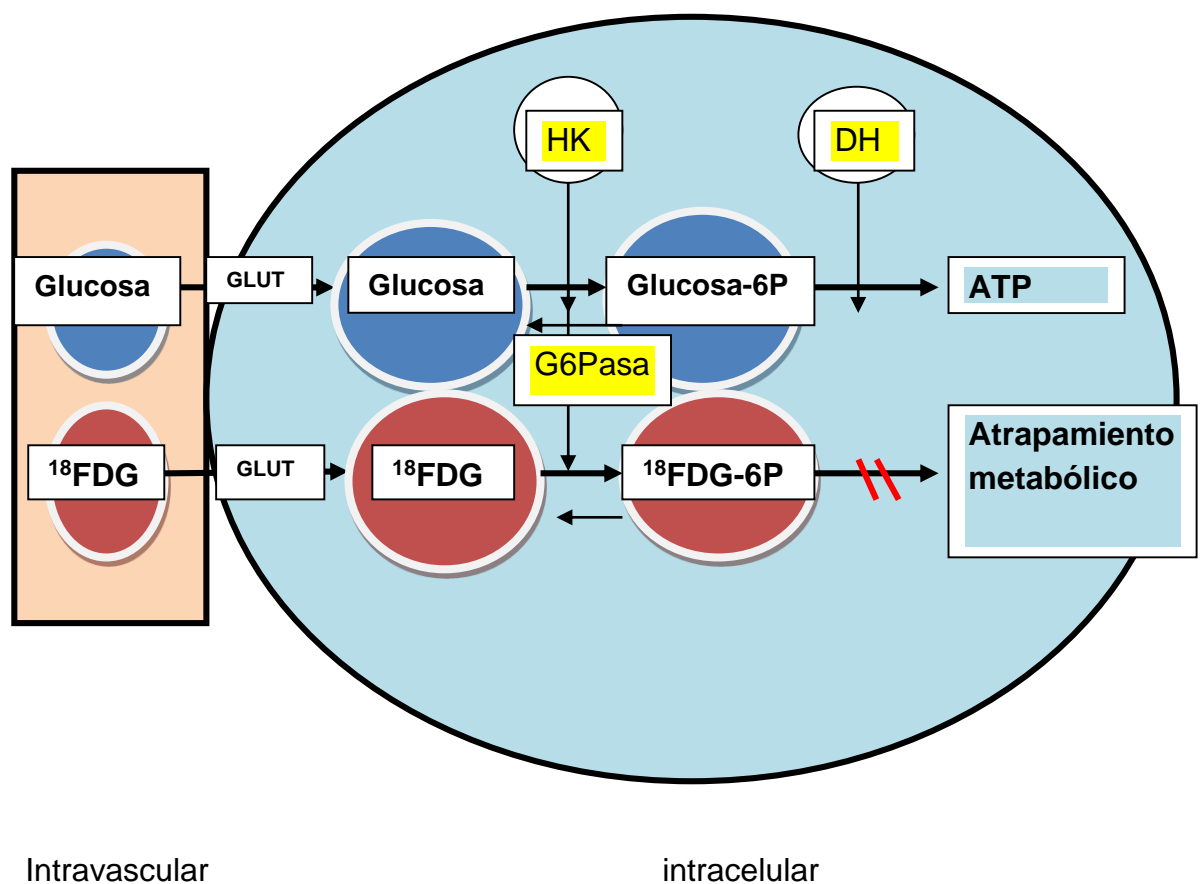 HK
DH
Glucosa
GLUT
Glucosa
Glucosa-6P
ATP
G6Pasa
¹⁸FDG
GLUT
¹⁸FDG
¹⁸FDG-6P
Atrapamiento
metabólico
Intravascular
intracelular